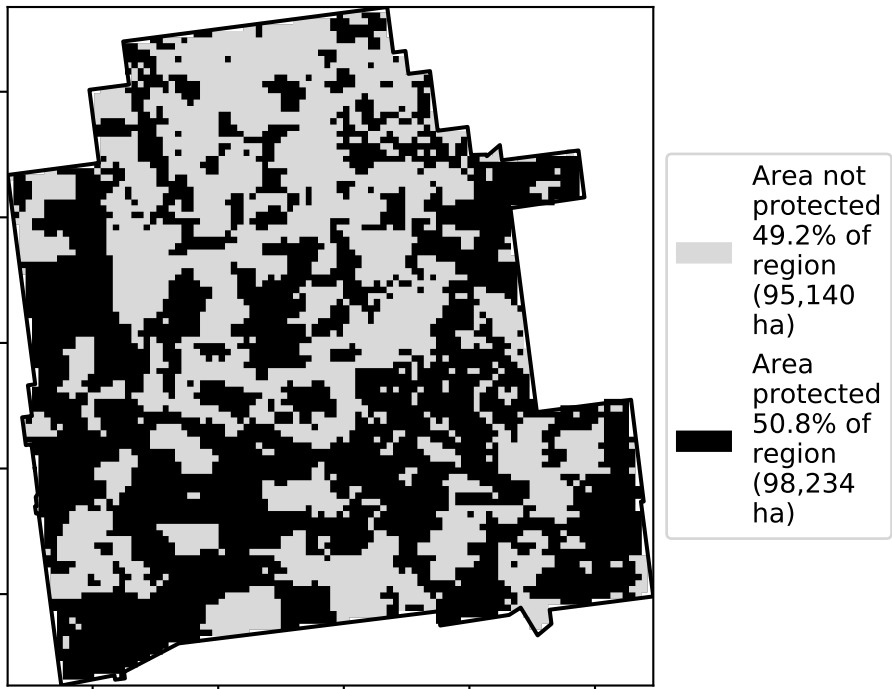 Area not
protected
49.2% of
region
(95,140
ha)
Area
protected
50.8% of
region
(98,234
ha)